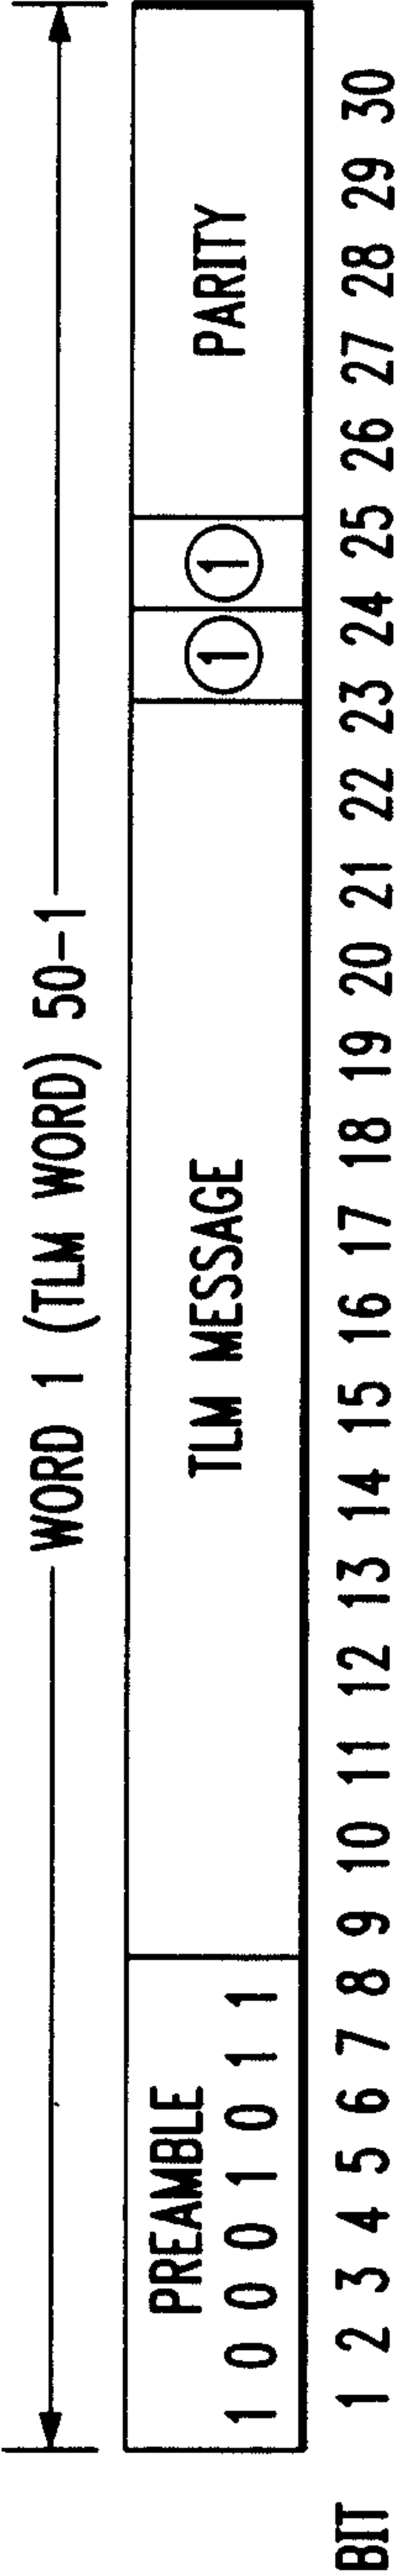 WORD 1 (TLM WORD) 50-1
PREAMBLE
1 0 0 0 1 0 1 1
TLM MESSAGE
1
1
PARITY
BIT 1 2 3 4 5 6 7 8 9 10 11 12 13 14 15 16 17 18 19 20 21 22 23 24 25 26 27 28 29 30